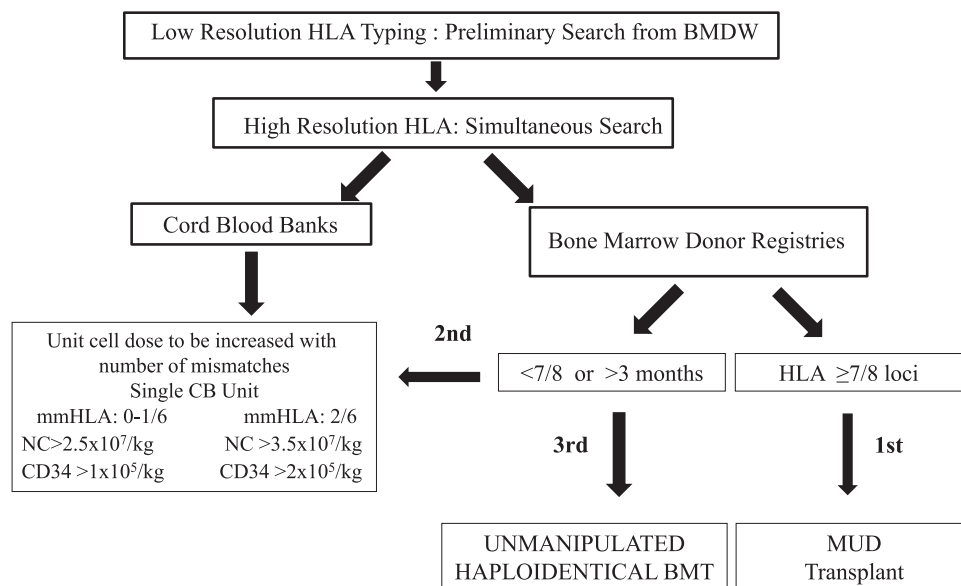 Low Resolution HLA Typing : Preliminary Search from BMDW
High Resolution HLA: Simultaneous Search
Cord Blood Banks
Bone Marrow Donor Registries
Unit cell dose to be increased with
number of mismatches
Single CB Unit
mmHLA: 0-1/6 mmHLA: 2/6
NC>2.5x10⁷/kg NC >3.5x10⁷/kg
CD34 >1x10⁵/kg CD34 >2x10⁵/kg
2nd
<7/8 or >3 months
HLA ≥7/8 loci
3rd
1st
UNMANIPULATED
HAPLOIDENTICAL BMT
MUD
Transplant